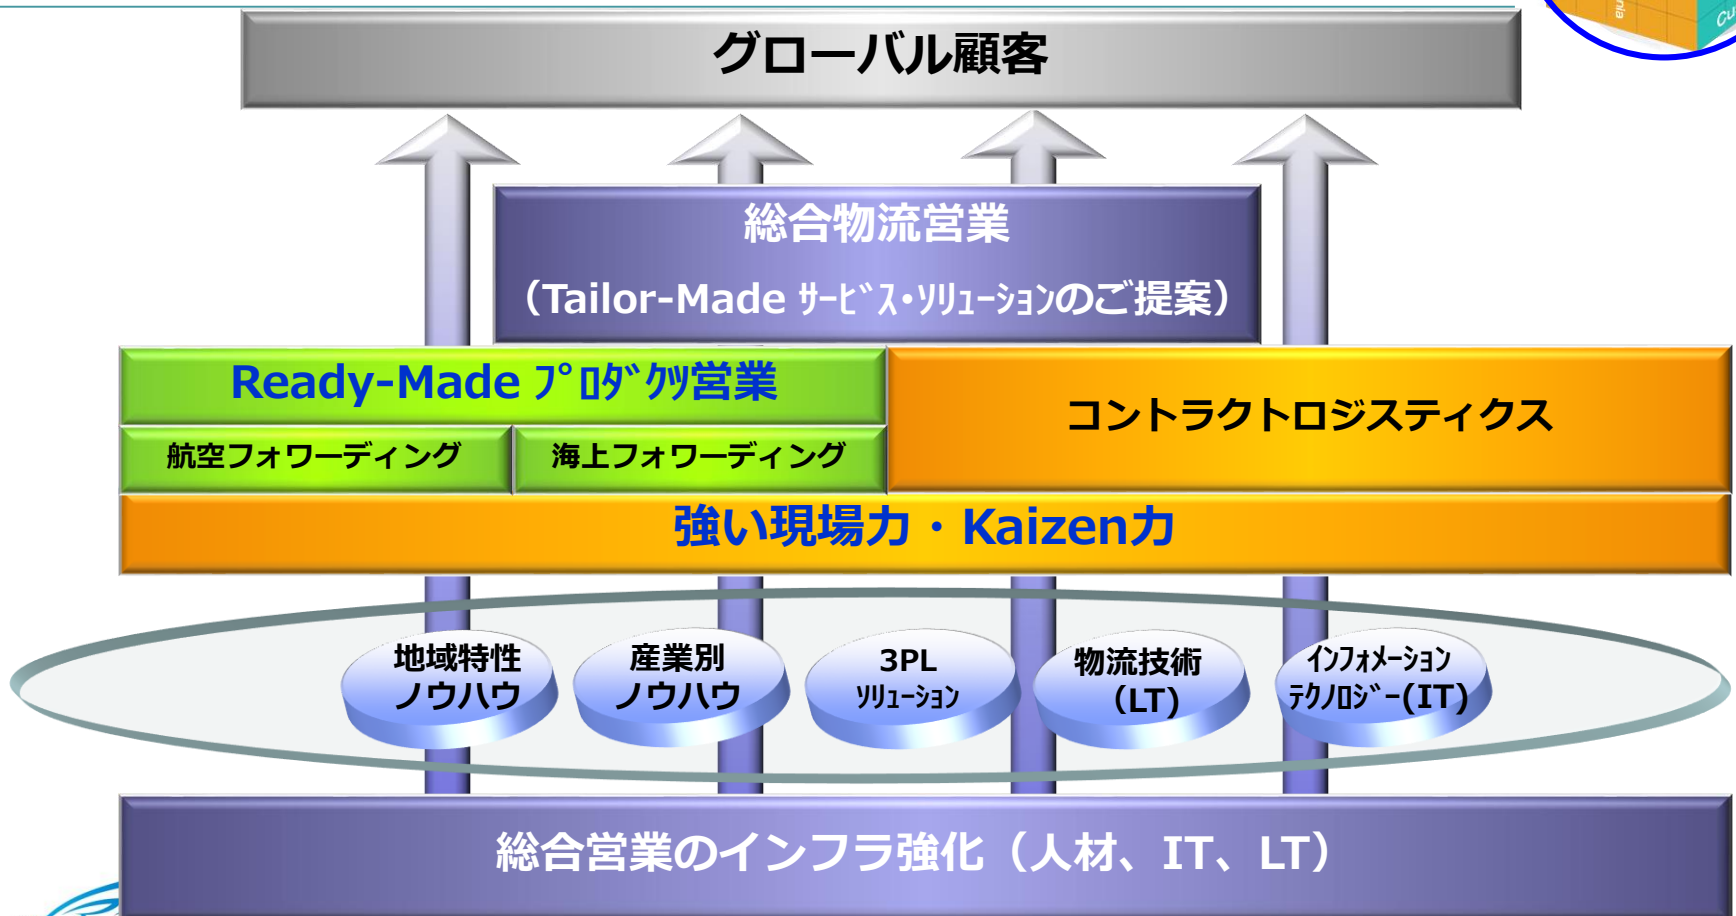 nia
Cu
グローバル顧客
総合物流営業
（Tailor-Made ｻｰﾋﾞｽ・ｿﾘｭｰｼｮﾝのご提案）
Ready-Made ﾌﾟﾛﾀﾞｸﾂ営業
コントラクトロジスティクス
航空フォワーディング
海上フォワーディング
強い現場力・Kaizen力
地域特性
ノウハウ
産業別
ノウハウ
3PL
ｿﾘｭｰｼｮﾝ
物流技術
（LT）
ｲﾝﾌｫﾒｰｼｮﾝ
ﾃｸﾉﾛｼﾞｰ(IT)
総合営業のインフラ強化（人材、IT、LT）